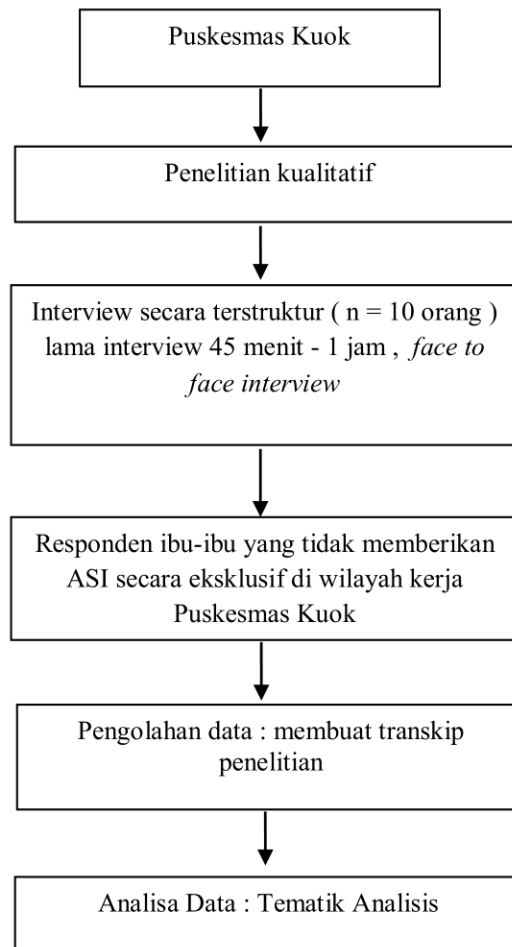 Puskesmas Kuok
Penelitian kualitatif
Interview secara terstruktur ( n = 10 orang )
lama interview 45 menit - 1 jam , face to
face interview
Responden ibu-ibu yang tidak memberikan
ASI secara eksklusif di wilayah kerja
Puskesmas Kuok
Pengolahan data : membuat transkip
penelitian
Analisa Data : Tematik Analisis